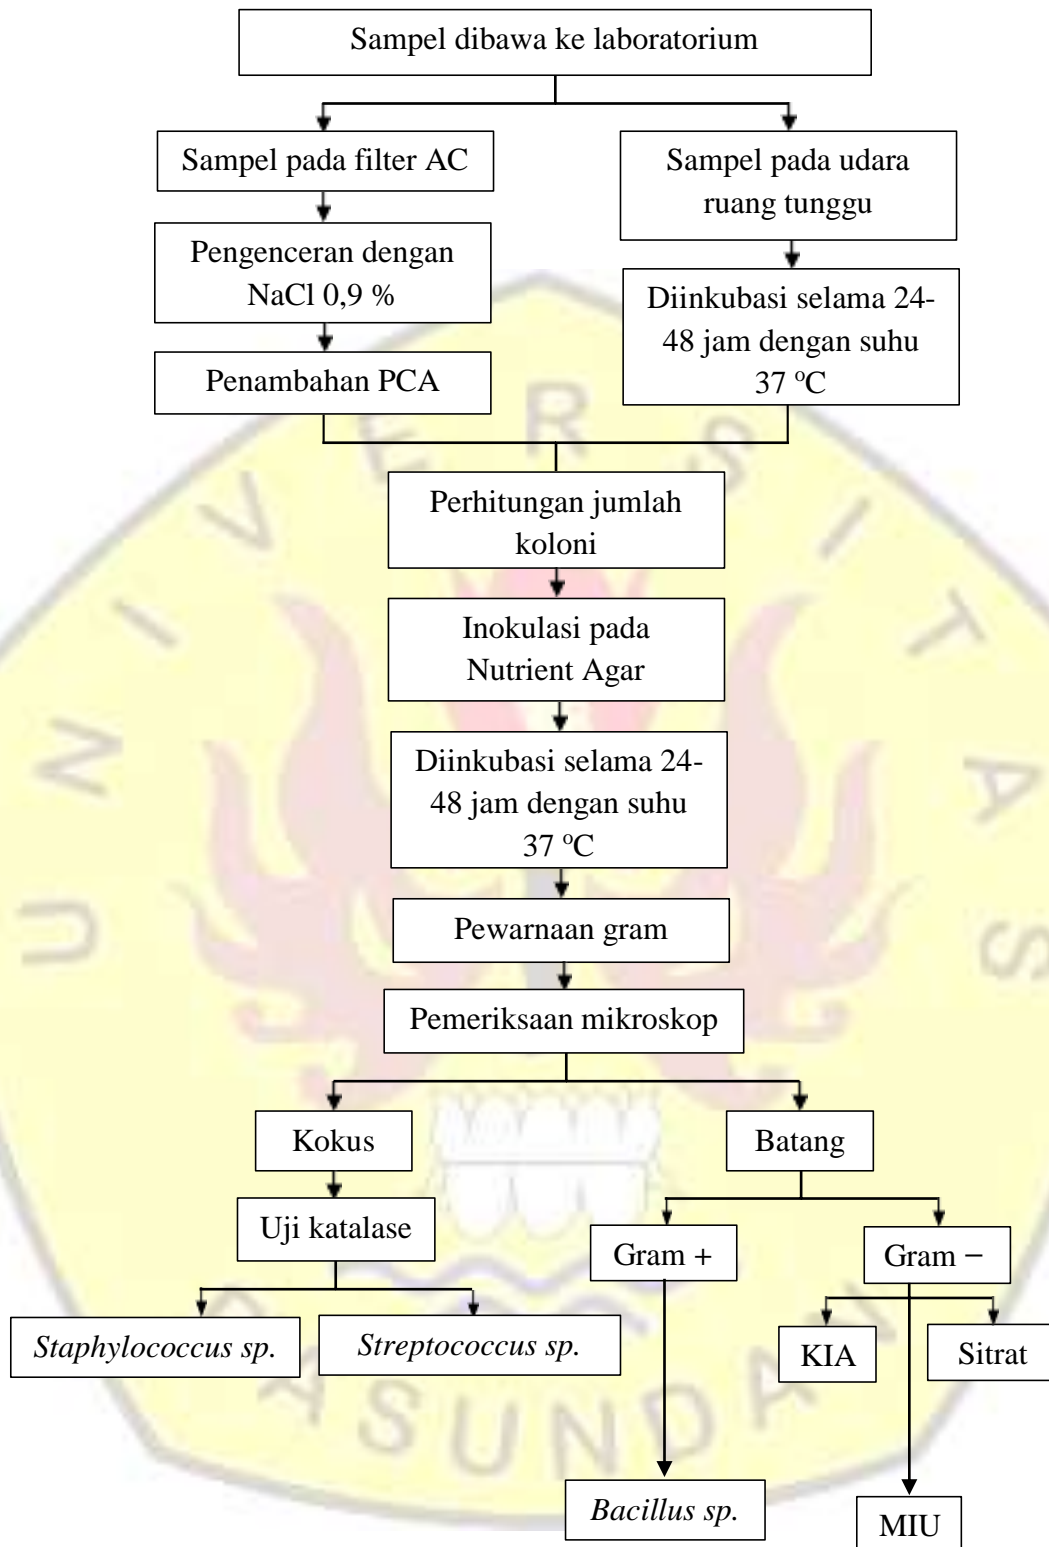 Sampel dibawa ke laboratorium
Sampel pada filter AC
Sampel pada udara
ruang tunggu
Pengenceran dengan
NaCl 0,9 %
Diinkubasi selama 24-
48 jam dengan suhu
37 °C
Penambahan PCA
Perhitungan jumlah
koloni
Inokulasi pada
Nutrient Agar
Diinkubasi selama 24-
48 jam dengan suhu
37 °C
Pewarnaan gram
Pemeriksaan mikroskop
Kokus
Batang
Uji katalase
Gram +
Gram −
Staphylococcus sp.
Streptococcus sp.
KIA
Sitrat
Bacillus sp.
MIU
UNIVERSITAS
PASUNDAN